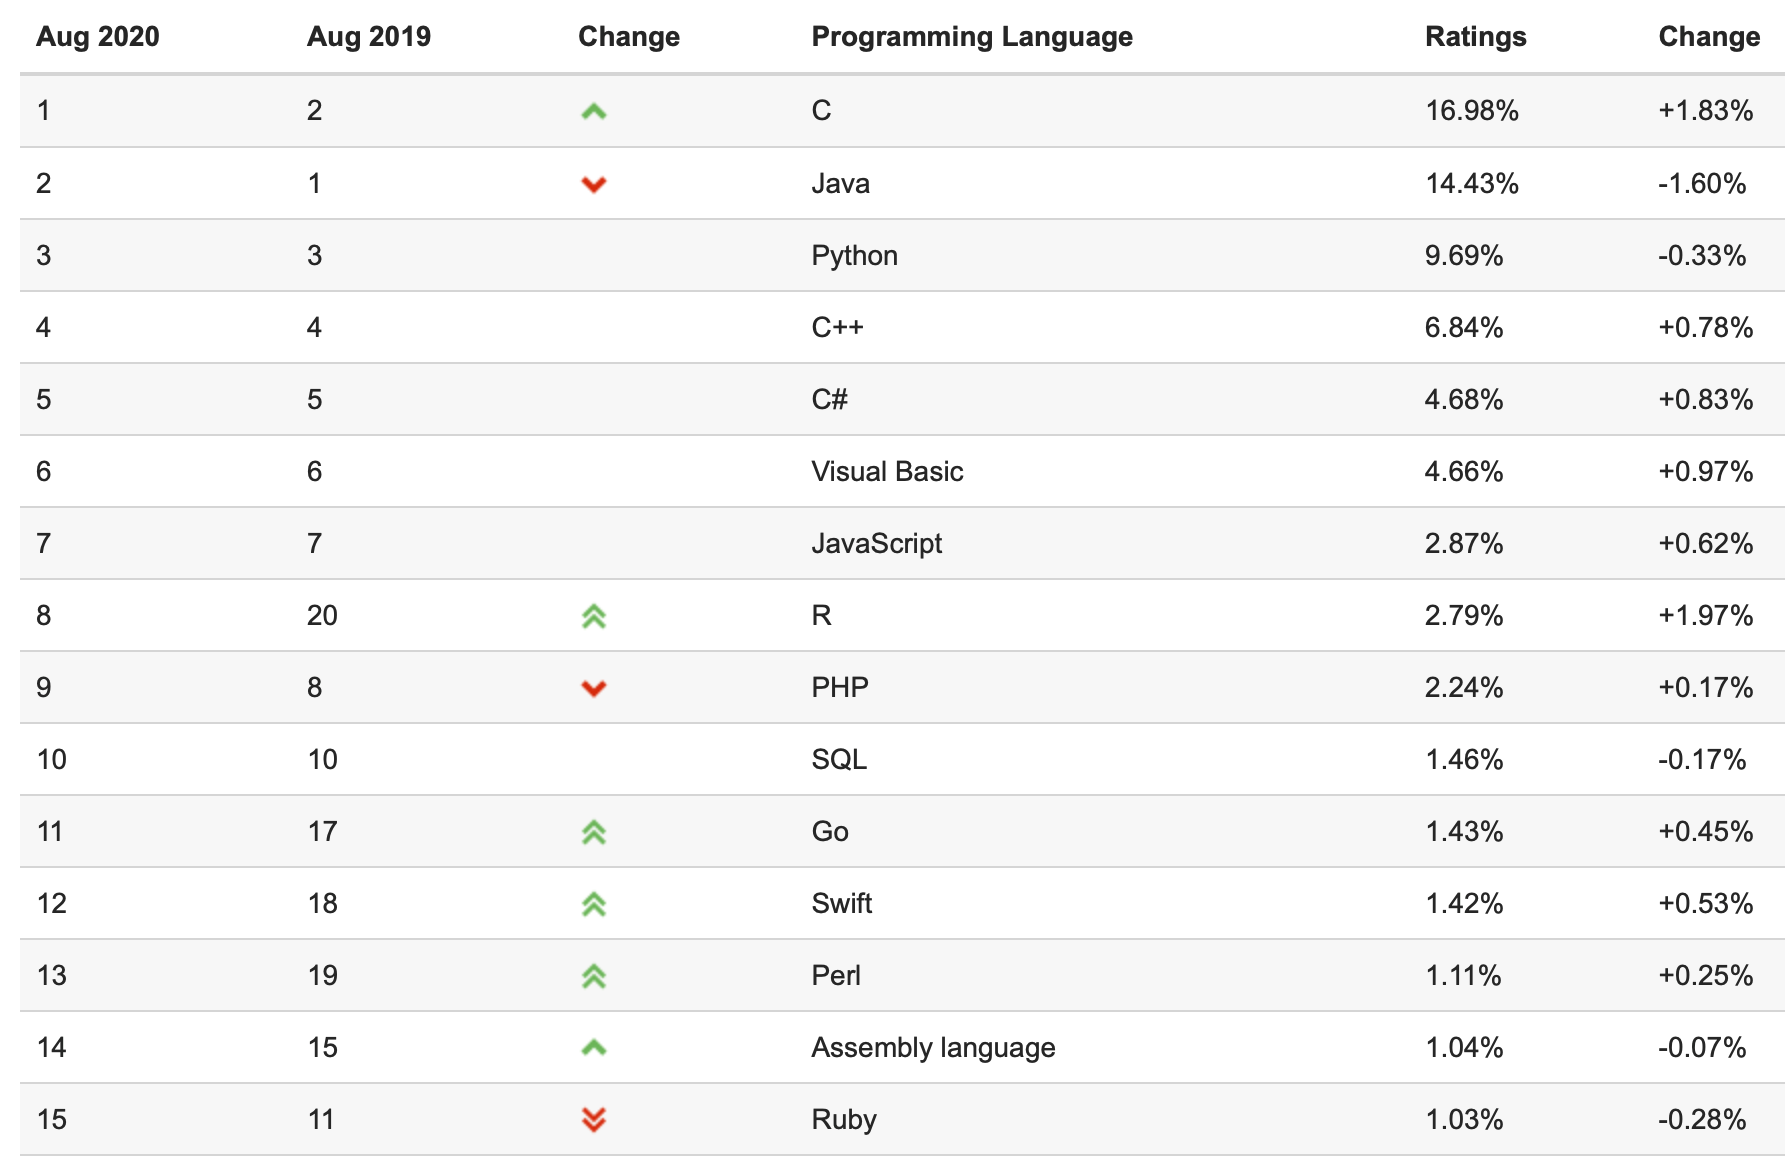 Aug 2020 Aug 2019 Change Programming Language Ratings Change
1 2 C 16.98% +1.83%
2 1 Java 14.43% -1.60%
3 3 Python 9.69% -0.33%
4 4 C++ 6.84% +0.78%
5 5 C# 4.68% +0.83%
6 6 Visual Basic 4.66% +0.97%
7 7 JavaScript 2.87% +0.62%
8 20 R 2.79% +1.97%
9 8 PHP 2.24% +0.17%
10 10 SQL 1.46% -0.17%
11 17 Go 1.43% +0.45%
12 18 Swift 1.42% +0.53%
13 19 Perl 1.11% +0.25%
14 15 Assembly language 1.04% -0.07%
15 11 Ruby 1.03% -0.28%